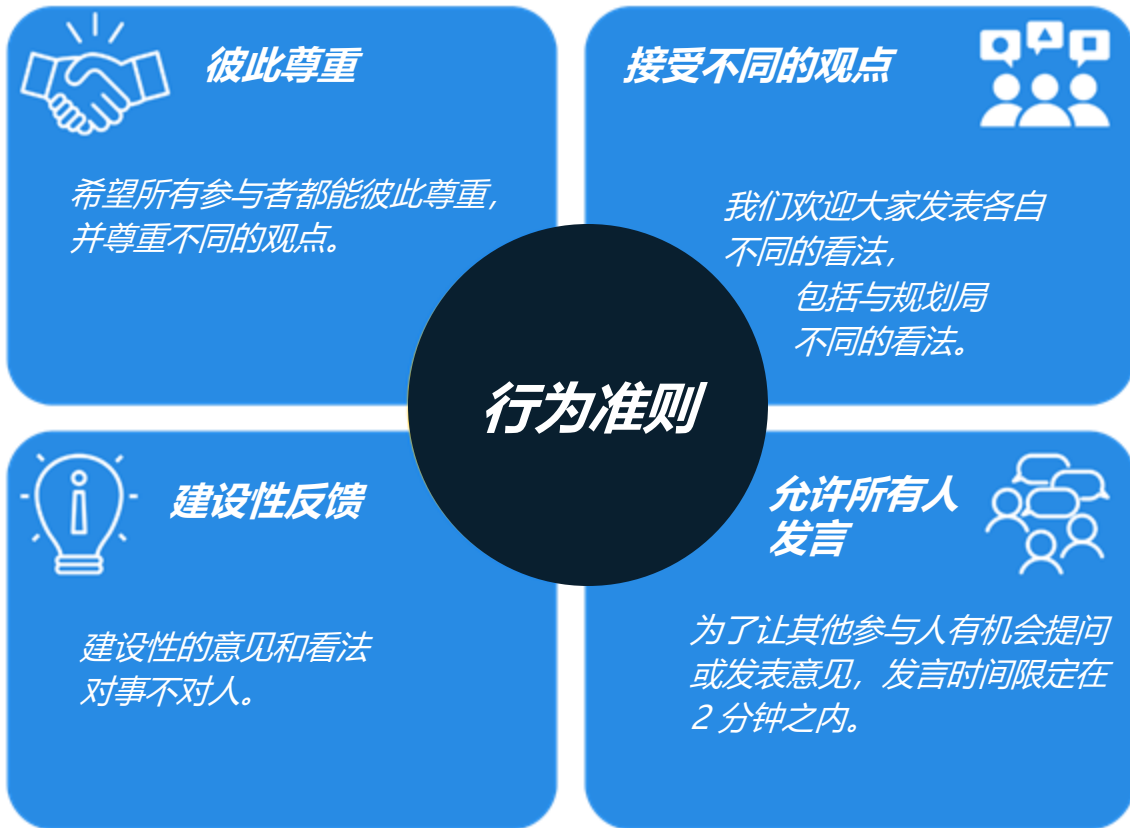 彼此尊重
希望所有参与者都能彼此尊重，
并尊重不同的观点。
接受不同的观点
我们欢迎大家发表各自
不同的看法，
包括与规划局
不同的看法。
行为准则
建设性反馈
建设性的意见和看法
对事不对人。
允许所有人
发言
为了让其他参与人有机会提问
或发表意见，发言时间限定在
2 分钟之内。